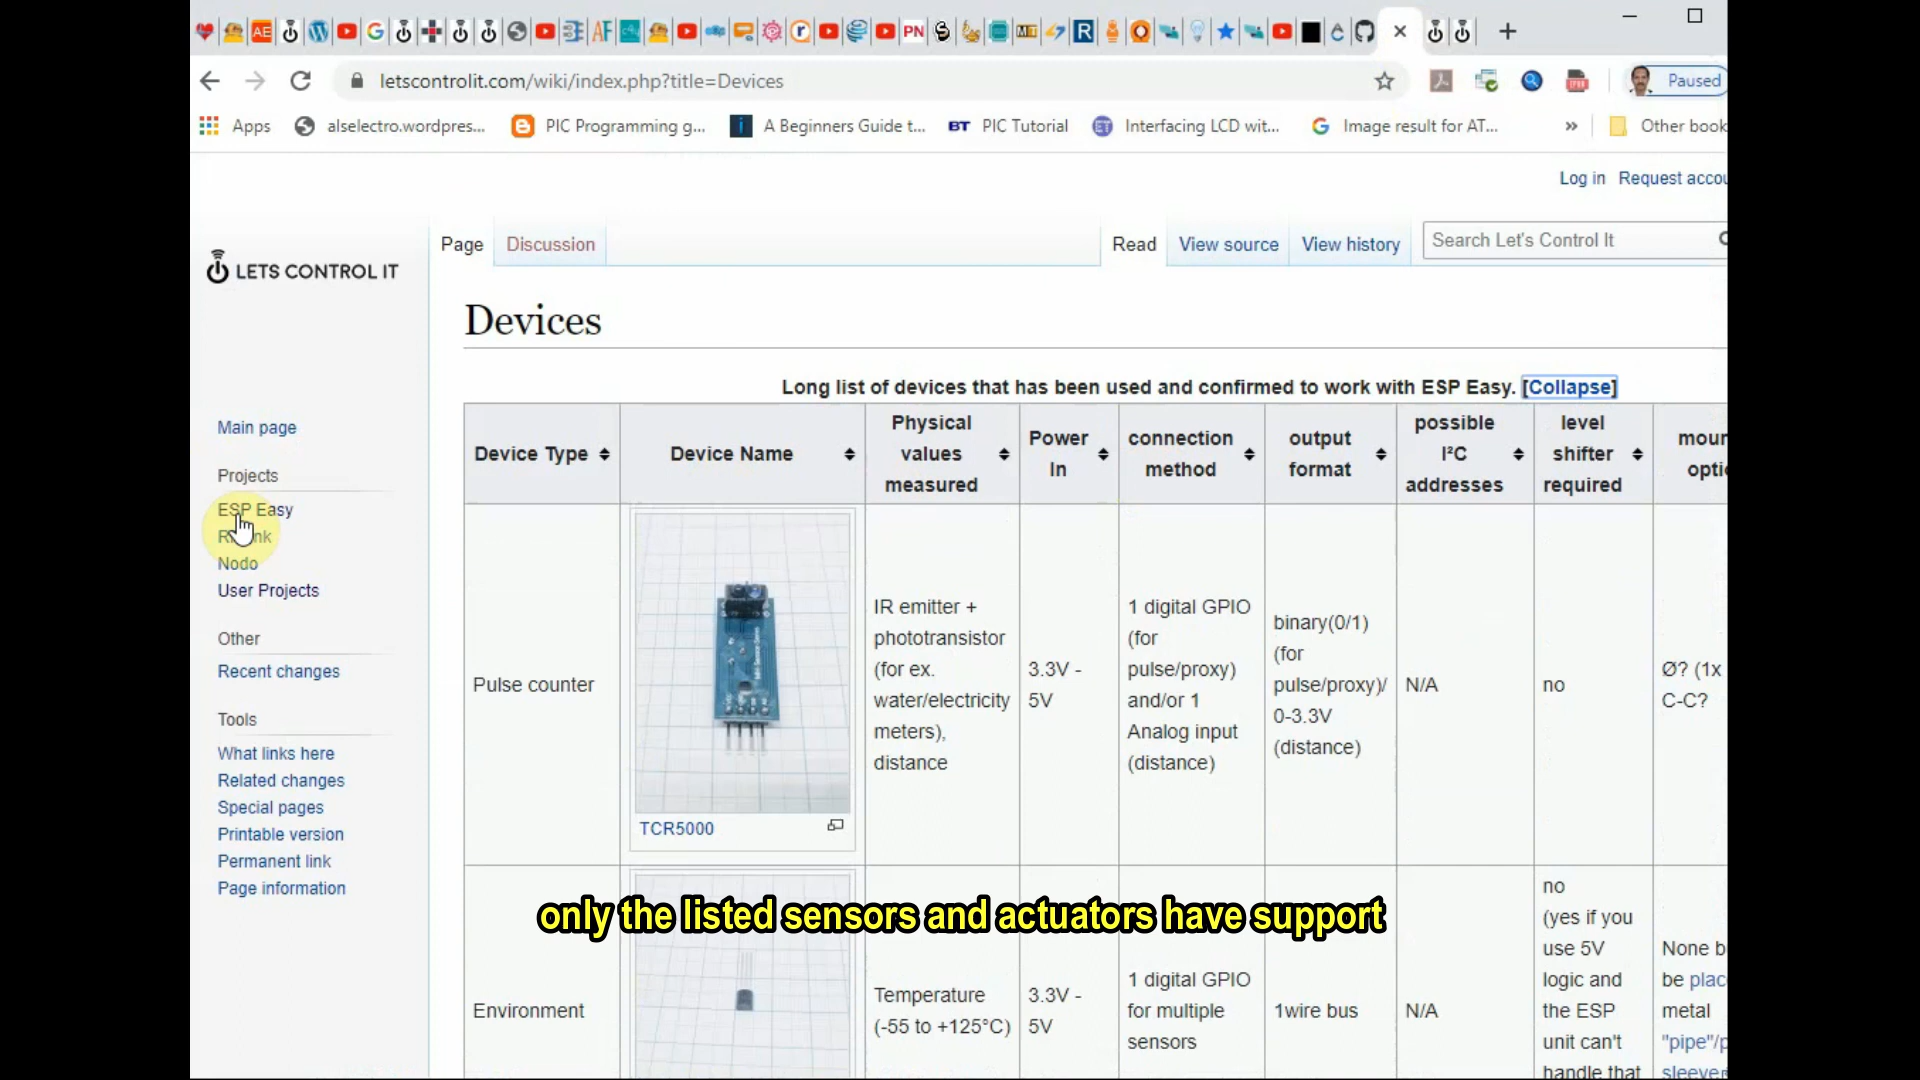 letscontrolit.com/wiki/index.php?title=Devices
Paused
Apps
alselectro.wordpres...
PIC Programming g...
A Beginners Guide t...
BT PIC Tutorial
Interfacing LCD wit...
Image result for AT...
»
Other book
Log in
Request accou
LETS CONTROL IT
Page
Discussion
Read
View source
View history
Search Let's Control It
Main page
Projects
ESP Easy
Nodo
User Projects
Other
Recent changes
Tools
What links here
Related changes
Special pages
Printable version
Permanent link
Page information
Devices
Long list of devices that has been used and confirmed to work with ESP Easy. [Collapse]
Device Type
Device Name
Physical
values
measured
Power
In
connection
method
output
format
possible
I²C
addresses
level
shifter
required
moun
optio
Pulse counter
TCR5000
IR emitter +
phototransistor
(for ex.
water/electricity
meters),
distance
3.3V -
5V
1 digital GPIO
(for
pulse/proxy)
and/or 1
Analog input
(distance)
binary(0/1)
(for
pulse/proxy)/
0-3.3V
(distance)
N/A
no
Ø? (1x
C-C?
Environment
Temperature
(-55 to +125°C)
3.3V -
5V
1 digital GPIO
for multiple
sensors
1wire bus
N/A
no
(yes if you
use 5V
logic and
the ESP
unit can't
handle that
None b
be plac
metal
"pipe"/p
sleever
only the listed sensors and actuators have support